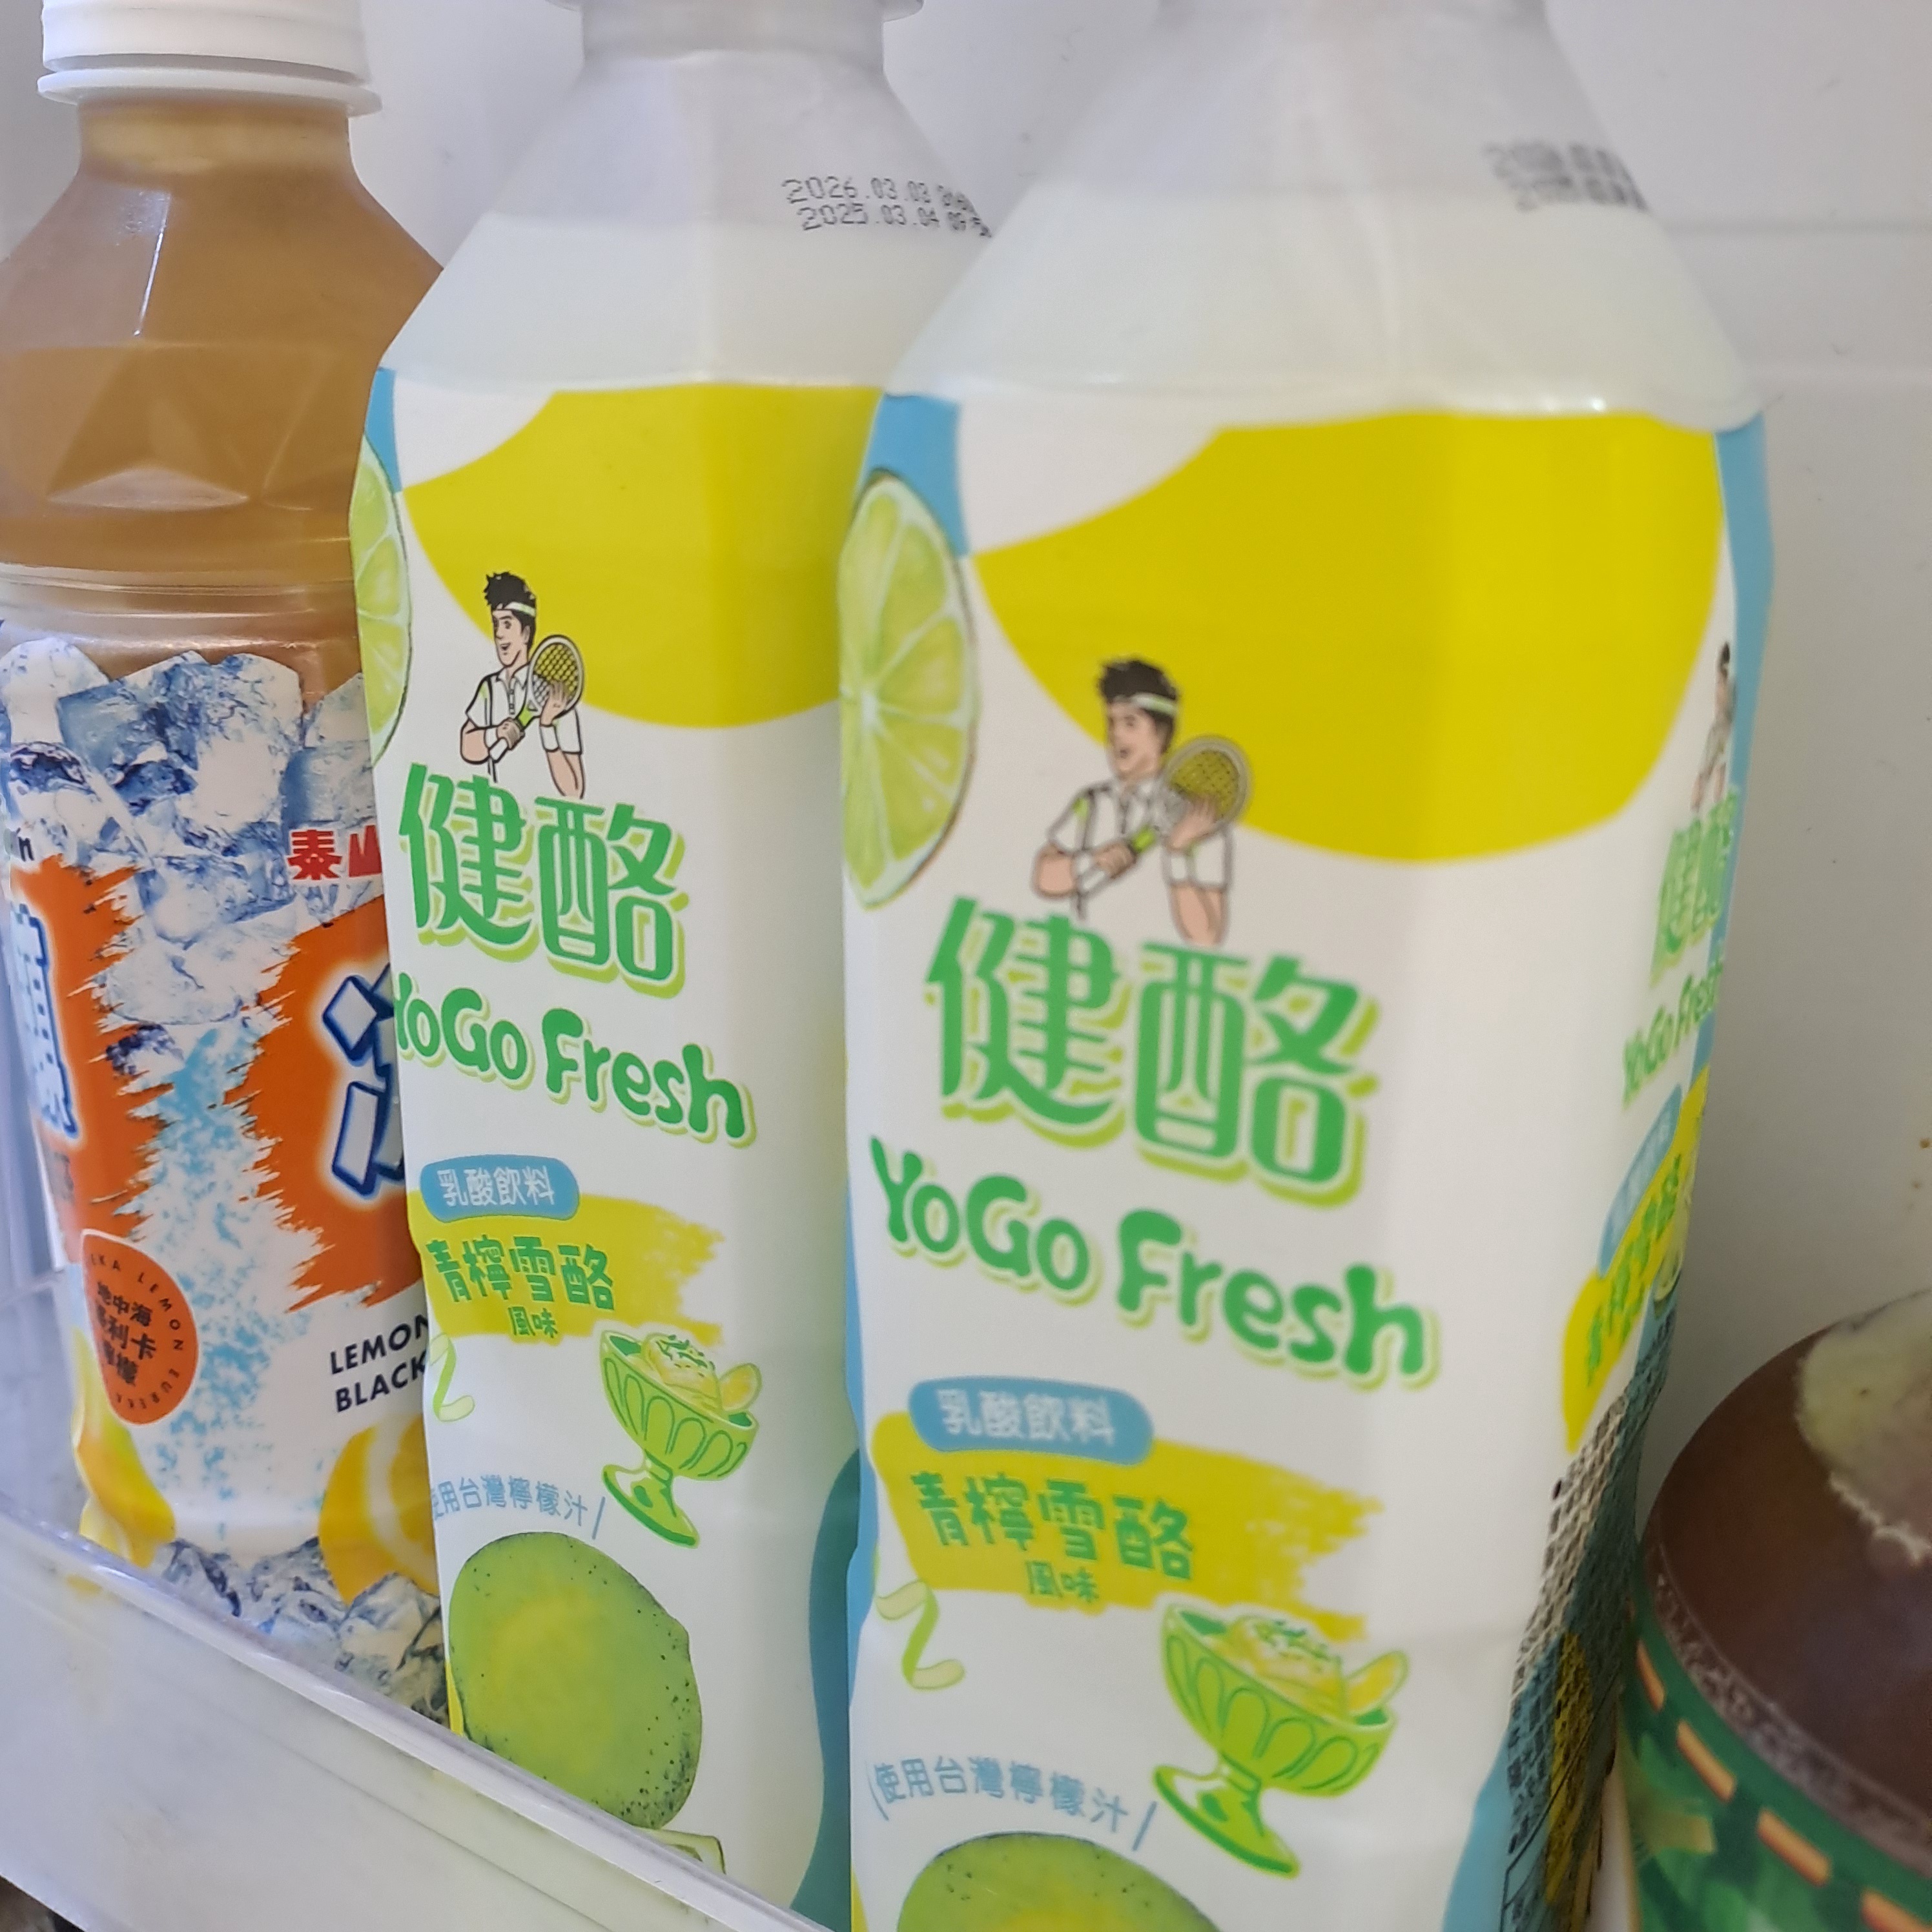 2026.03.03
2025.03.04
泰山
LEMON
BLACK
地中海
檬
健酪
YoGo Fresh
乳酸飲料
青檸雪酪
風味
使用台灣檸檬汁
健酪
YoGo Fresh
乳酸飲料
青檸雪酪
風味
使用台灣檸檬汁
健酪
YoGo Fresh